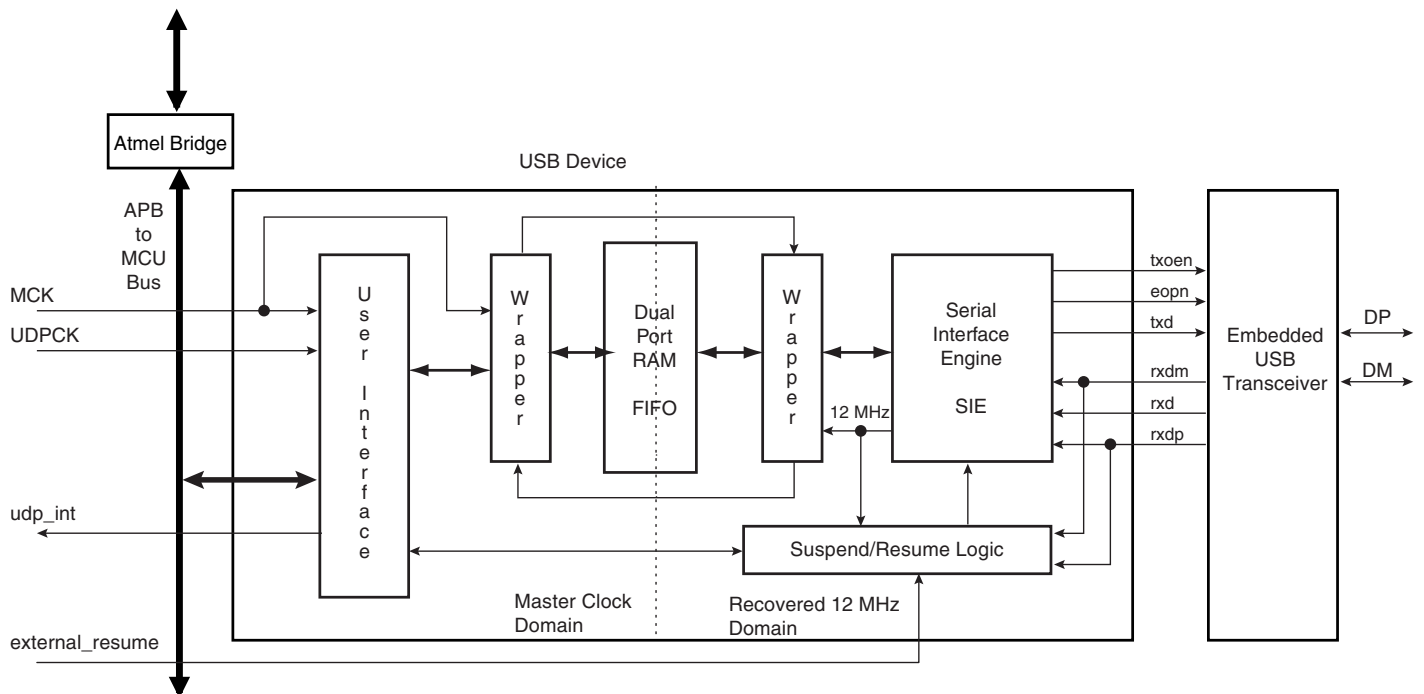 Atmel Bridge
USB Device
APB
to
MCU
Bus
MCK
UDPCK
udp_int
external_resume
User Interface
Wrapper
Dual
Port
RAM
FIFO
Wrapper
12 MHz
Serial
Interface
Engine
SIE
Suspend/Resume Logic
Master Clock
Domain
Recovered 12 MHz
Domain
txoen
eopn
txd
rxdm
rxd
rxdp
Embedded
USB
Transceiver
DP
DM